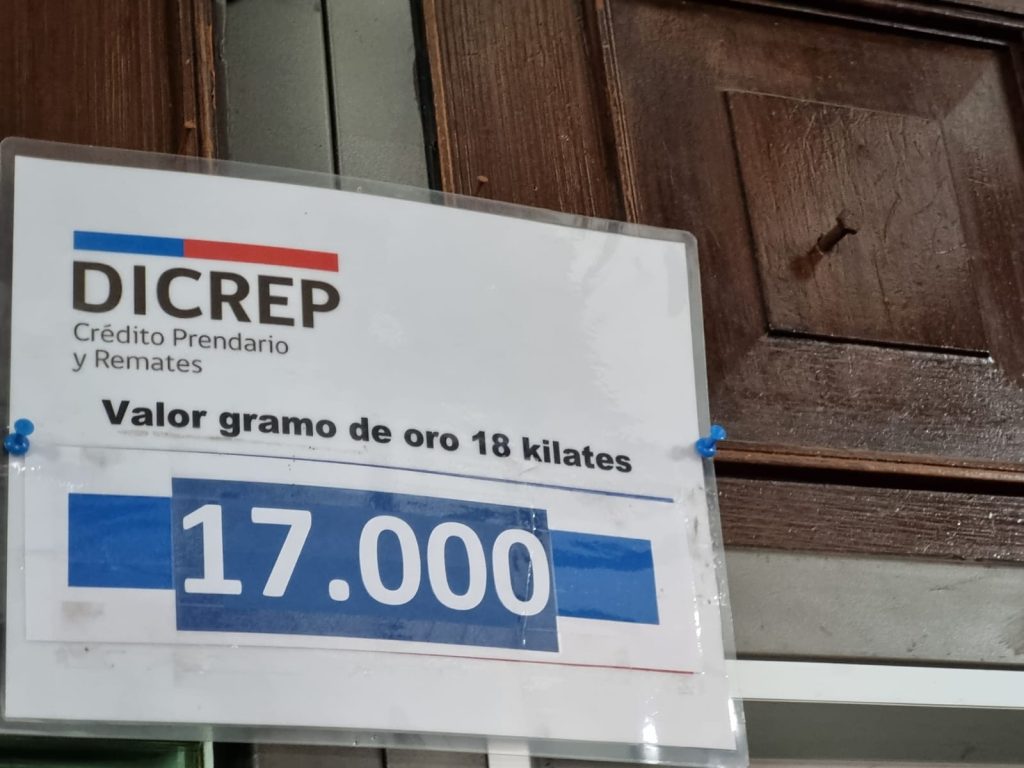 DICREP
Crédito Prendario
y Remates
Valor gramo de oro 18 kilates
17.000